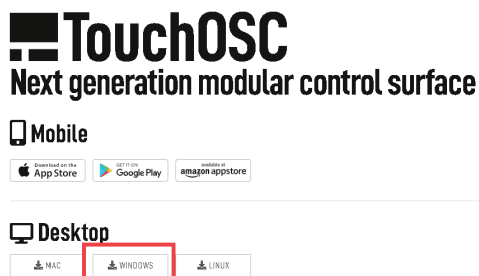 TouchOSC
Next generation modular control surface
Mobile
Download on the
App Store
GET IT ON
Google Play
available at
amazon appstore
Desktop
MAC
WINDOWS
LINUX